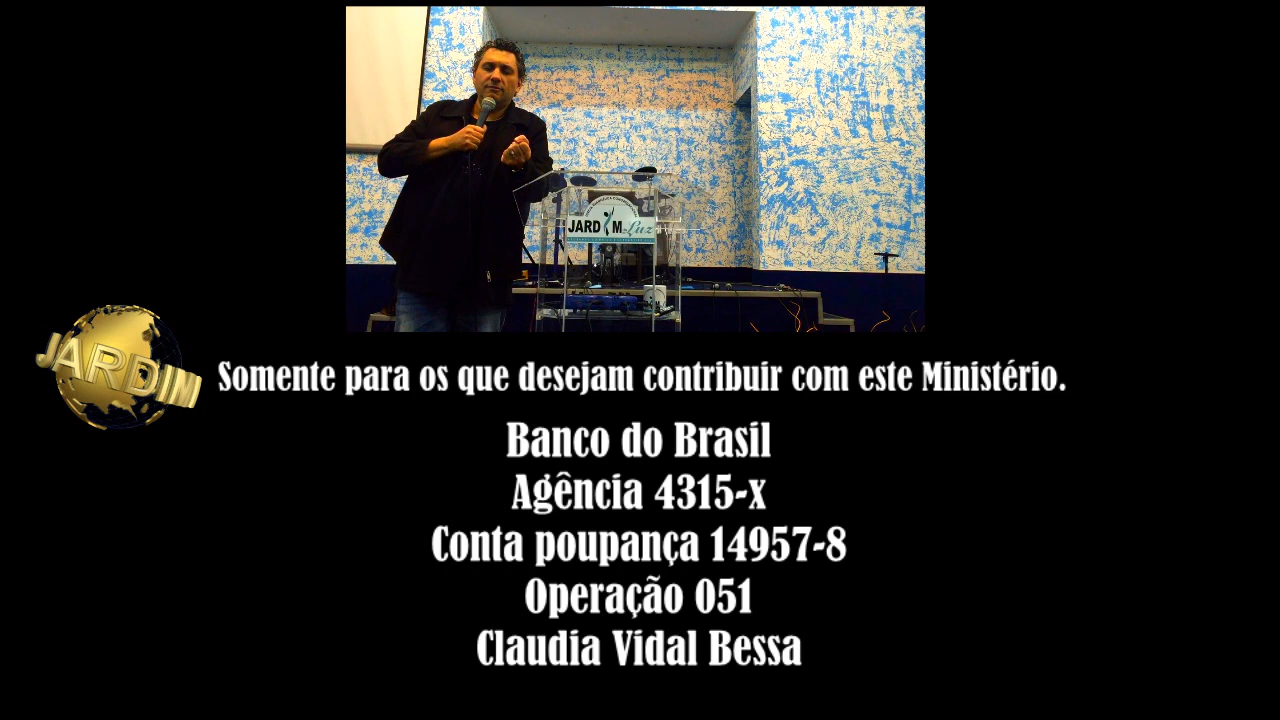 JARDIM
Luz
JARDIM
Somente para os que desejam contribuir com este Ministério.
Banco do Brasil
Agência 4315-x
Conta poupança 14957-8
Operação 051
Claudia Vidal Bessa